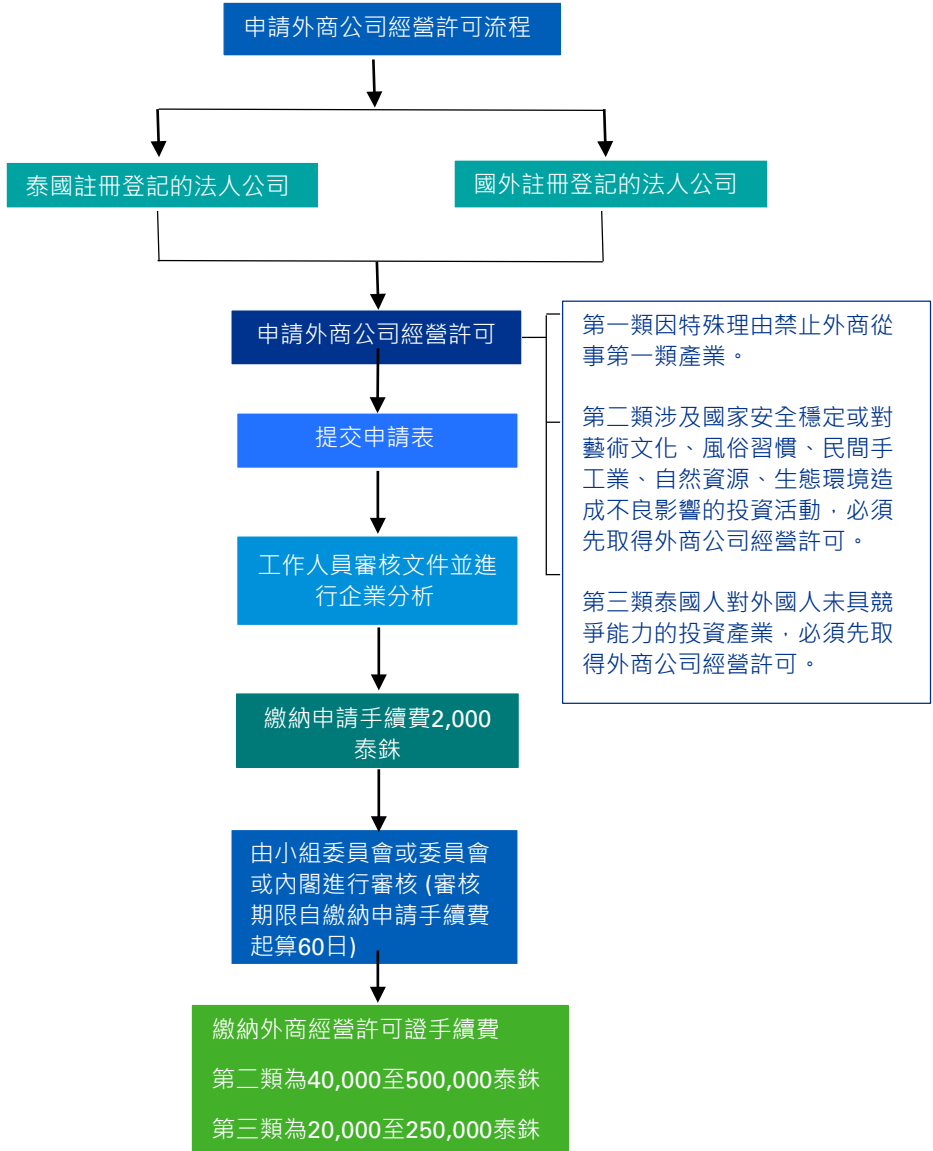 申請外商公司經營許可流程
泰國註冊登記的法人公司
國外註冊登記的法人公司
申請外商公司經營許可
第一類因特殊理由禁止外商從
事第一類產業。
第二類涉及國家安全穩定或對
藝術文化、風俗習慣、民間手
工業、自然資源、生態環境造
成不良影響的投資活動，必須
先取得外商公司經營許可。
第三類泰國人對外國人未具競
爭能力的投資產業，必須先取
得外商公司經營許可。
提交申請表
工作人員審核文件並進
行企業分析
繳納申請手續費2,000
泰銖
由小組委員會或委員會
或內閣進行審核 (審核
期限自繳納申請手續費
起算60日)
繳納外商經營許可證手續費
第二類為40,000至500,000泰銖
第三類為20,000至250,000泰銖